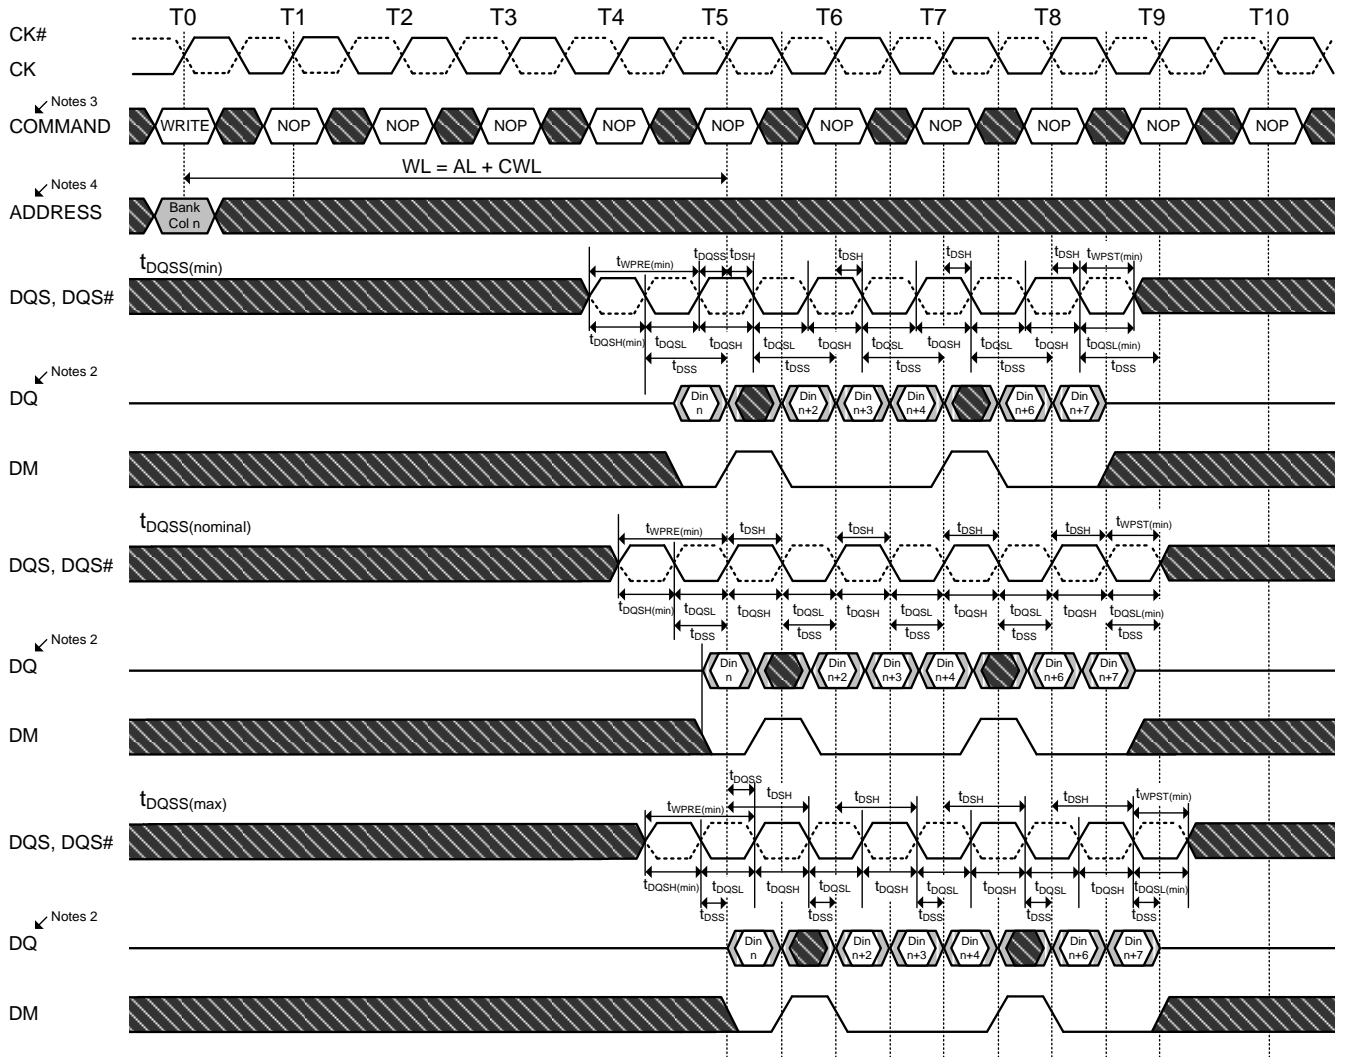 T0 T1 T2 T3 T4 T5 T6 T7 T8 T9 T10
CK#
CK
Notes 3
COMMAND WRITE NOP NOP NOP NOP NOP NOP NOP NOP NOP NOP
WL = AL + CWL
Notes 4
ADDRESS Bank Col n
tDQSS(min) tWPRE(min) tDQSS tDSH tDSH tDSH tDSH tWPST(min)
DQS, DQS#
tDQSH(min) tDQSL tDQSH tDQSL tDQSH tDQSL tDQSH tDQSL tDQSH tDQSL(min)
tDSS tDSS tDSS tDSS tDSS
Notes 2
DQ Din n Din n+2 Din n+3 Din n+4 Din n+6 Din n+7
DM
tDQSS(nominal) tWPRE(min) tDSH tDSH tDSH tDSH tWPST(min)
DQS, DQS#
tDQSH(min) tDQSL tDQSH tDQSL tDQSH tDQSL tDQSH tDQSL tDQSH tDQSL(min)
tDSS tDSS tDSS tDSS tDSS
Notes 2
DQ Din n Din n+2 Din n+3 Din n+4 Din n+6 Din n+7
DM
tDQSS
tDQSS(max) tWPRE(min) tDSH tDSH tDSH tDSH tWPST(min)
DQS, DQS#
tDQSH(min) tDQSL tDQSH tDQSL tDQSH tDQSL tDQSH tDQSL tDQSH tDQSL(min)
tDSS tDSS tDSS tDSS tDSS
Notes 2
DQ Din n Din n+2 Din n+3 Din n+4 Din n+6 Din n+7
DM